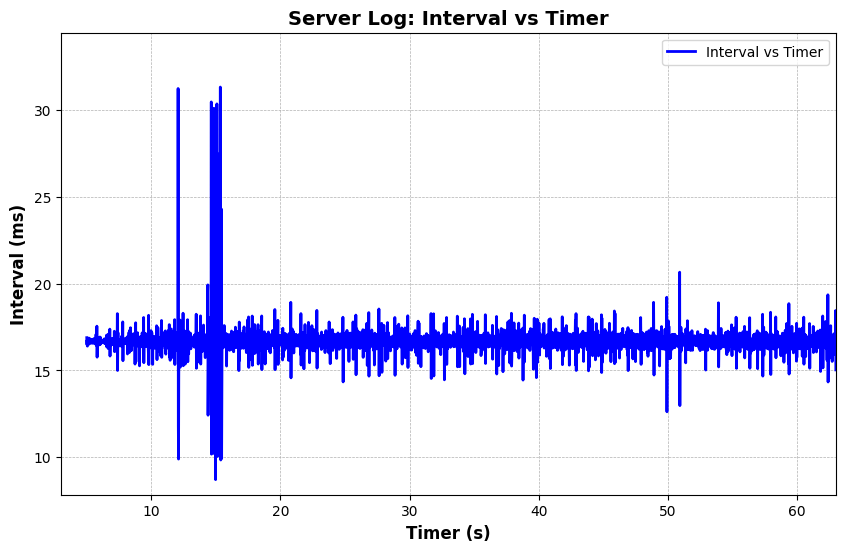 Server Log: Interval vs Timer
Interval vs Timer
30
25
20
15
10
Interval (ms)
10 20 30 40 50 60
Timer (s)